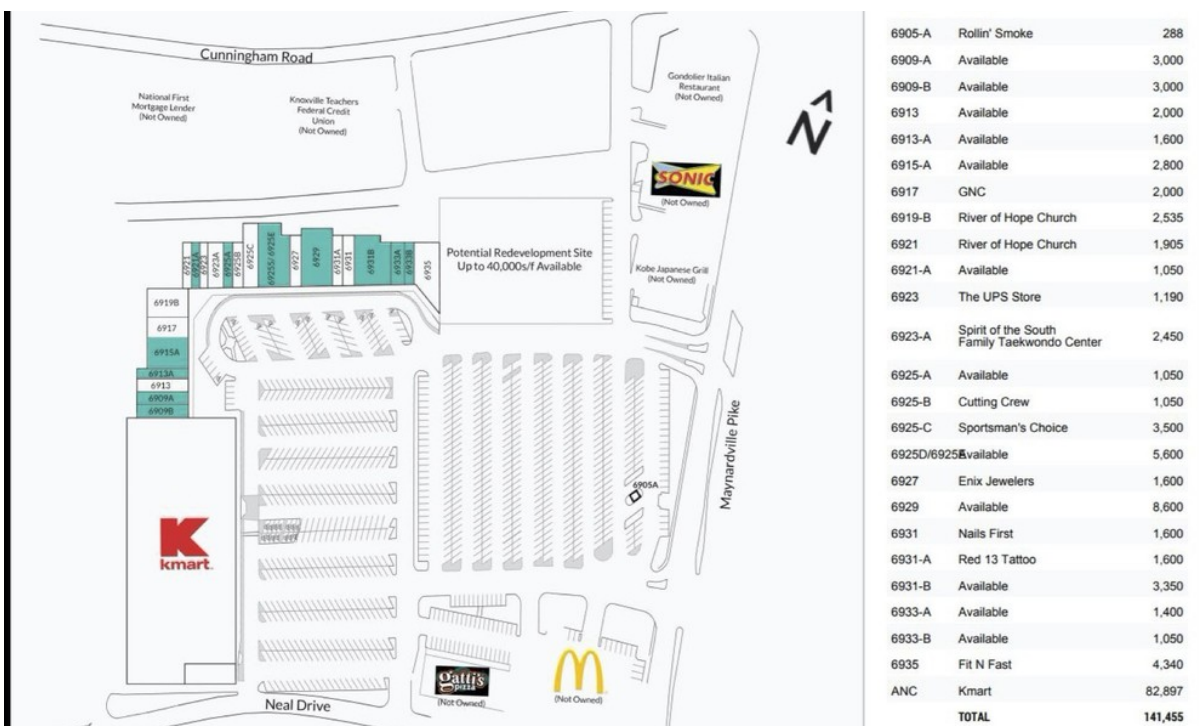 Cunningham Road
National First
Mortgage Lender
(Not Owned)
Knoxville Teachers
Federal Credit
Union
(Not Owned)
Gondolier Italian
Restaurant
(Not Owned)
N
SONIC
(Not Owned)
Potential Redevelopment Site
Up to 40,000s/f Available
Kobe Japanese Grill
(Not Owned)
6921
6921A
6923
6923A
6925A
6925B
6925C
6925S/ 6925E
6927
6929
6931A
6931
6931B
6933A
6933B
6935
6919B
6917
6915A
6913A
6913
6909A
6909B
Maynardville Pike
6905A
K
kmart.
gatti's
pizza
(Not Owned)
(Not Owned)
Neal Drive
6905-A Rollin' Smoke 288
6909-A Available 3,000
6909-B Available 3,000
6913 Available 2,000
6913-A Available 1,600
6915-A Available 2,800
6917 GNC 2,000
6919-B River of Hope Church 2,535
6921 River of Hope Church 1,905
6921-A Available 1,050
6923 The UPS Store 1,190
6923-A Spirit of the South
Family Taekwondo Center 2,450
6925-A Available 1,050
6925-B Cutting Crew 1,050
6925-C Sportsman's Choice 3,500
6925D/6925E Available 5,600
6927 Enix Jewelers 1,600
6929 Available 8,600
6931 Nails First 1,600
6931-A Red 13 Tattoo 1,600
6931-B Available 3,350
6933-A Available 1,400
6933-B Available 1,050
6935 Fit N Fast 4,340
ANC Kmart 82,897
TOTAL 141,455